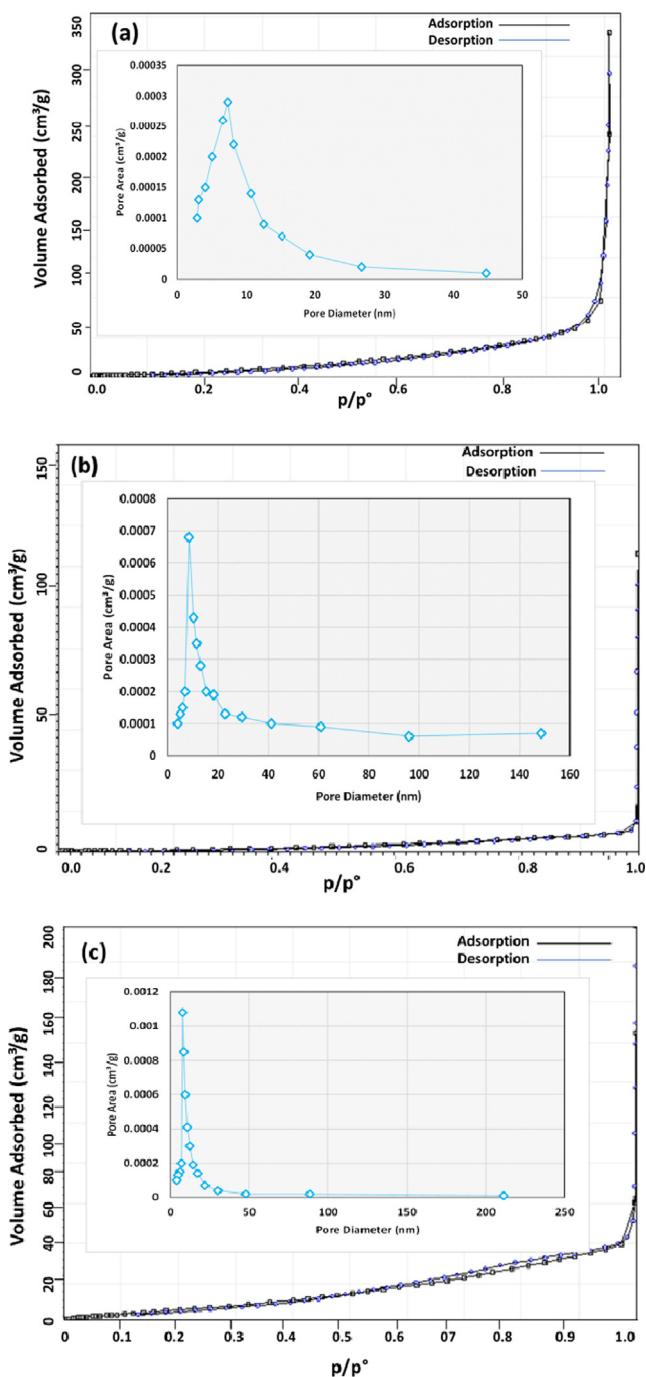 (a)
Adsorption
Desorption
Volume Adsorbed (cm³/g)
350
300
250
200
150
100
50
0
0.0 0.2 0.4 0.6 0.8 1.0
p/p°
Pore Area (cm³/g)
0.00035
0.0003
0.00025
0.0002
0.00015
0.0001
0.00005
0
0 10 20 30 40 50
Pore Diameter (nm)
(b)
Adsorption
Desorption
Volume Adsorbed (cm³/g)
150
100
50
0
0.0 0.2 0.4 0.6 0.8 1.0
p/p°
Pore Area (cm³/g)
0.0008
0.0007
0.0006
0.0005
0.0004
0.0003
0.0002
0.0001
0
0 20 40 60 80 100 120 140 160
Pore Diameter (nm)
(c)
Adsorption
Desorption
Volume Adsorbed (cm³/g)
200
180
160
140
120
80
60
40
20
0
0 0.1 0.2 0.3 0.4 0.5 0.6 07 0.8 0.9 1.0
p/p°
Pore Area (cm³/g)
0.0012
0.001
0.0008
0.0006
0.0004
0.0002
0
0 50 100 150 200 250
Pore Diameter (nm)